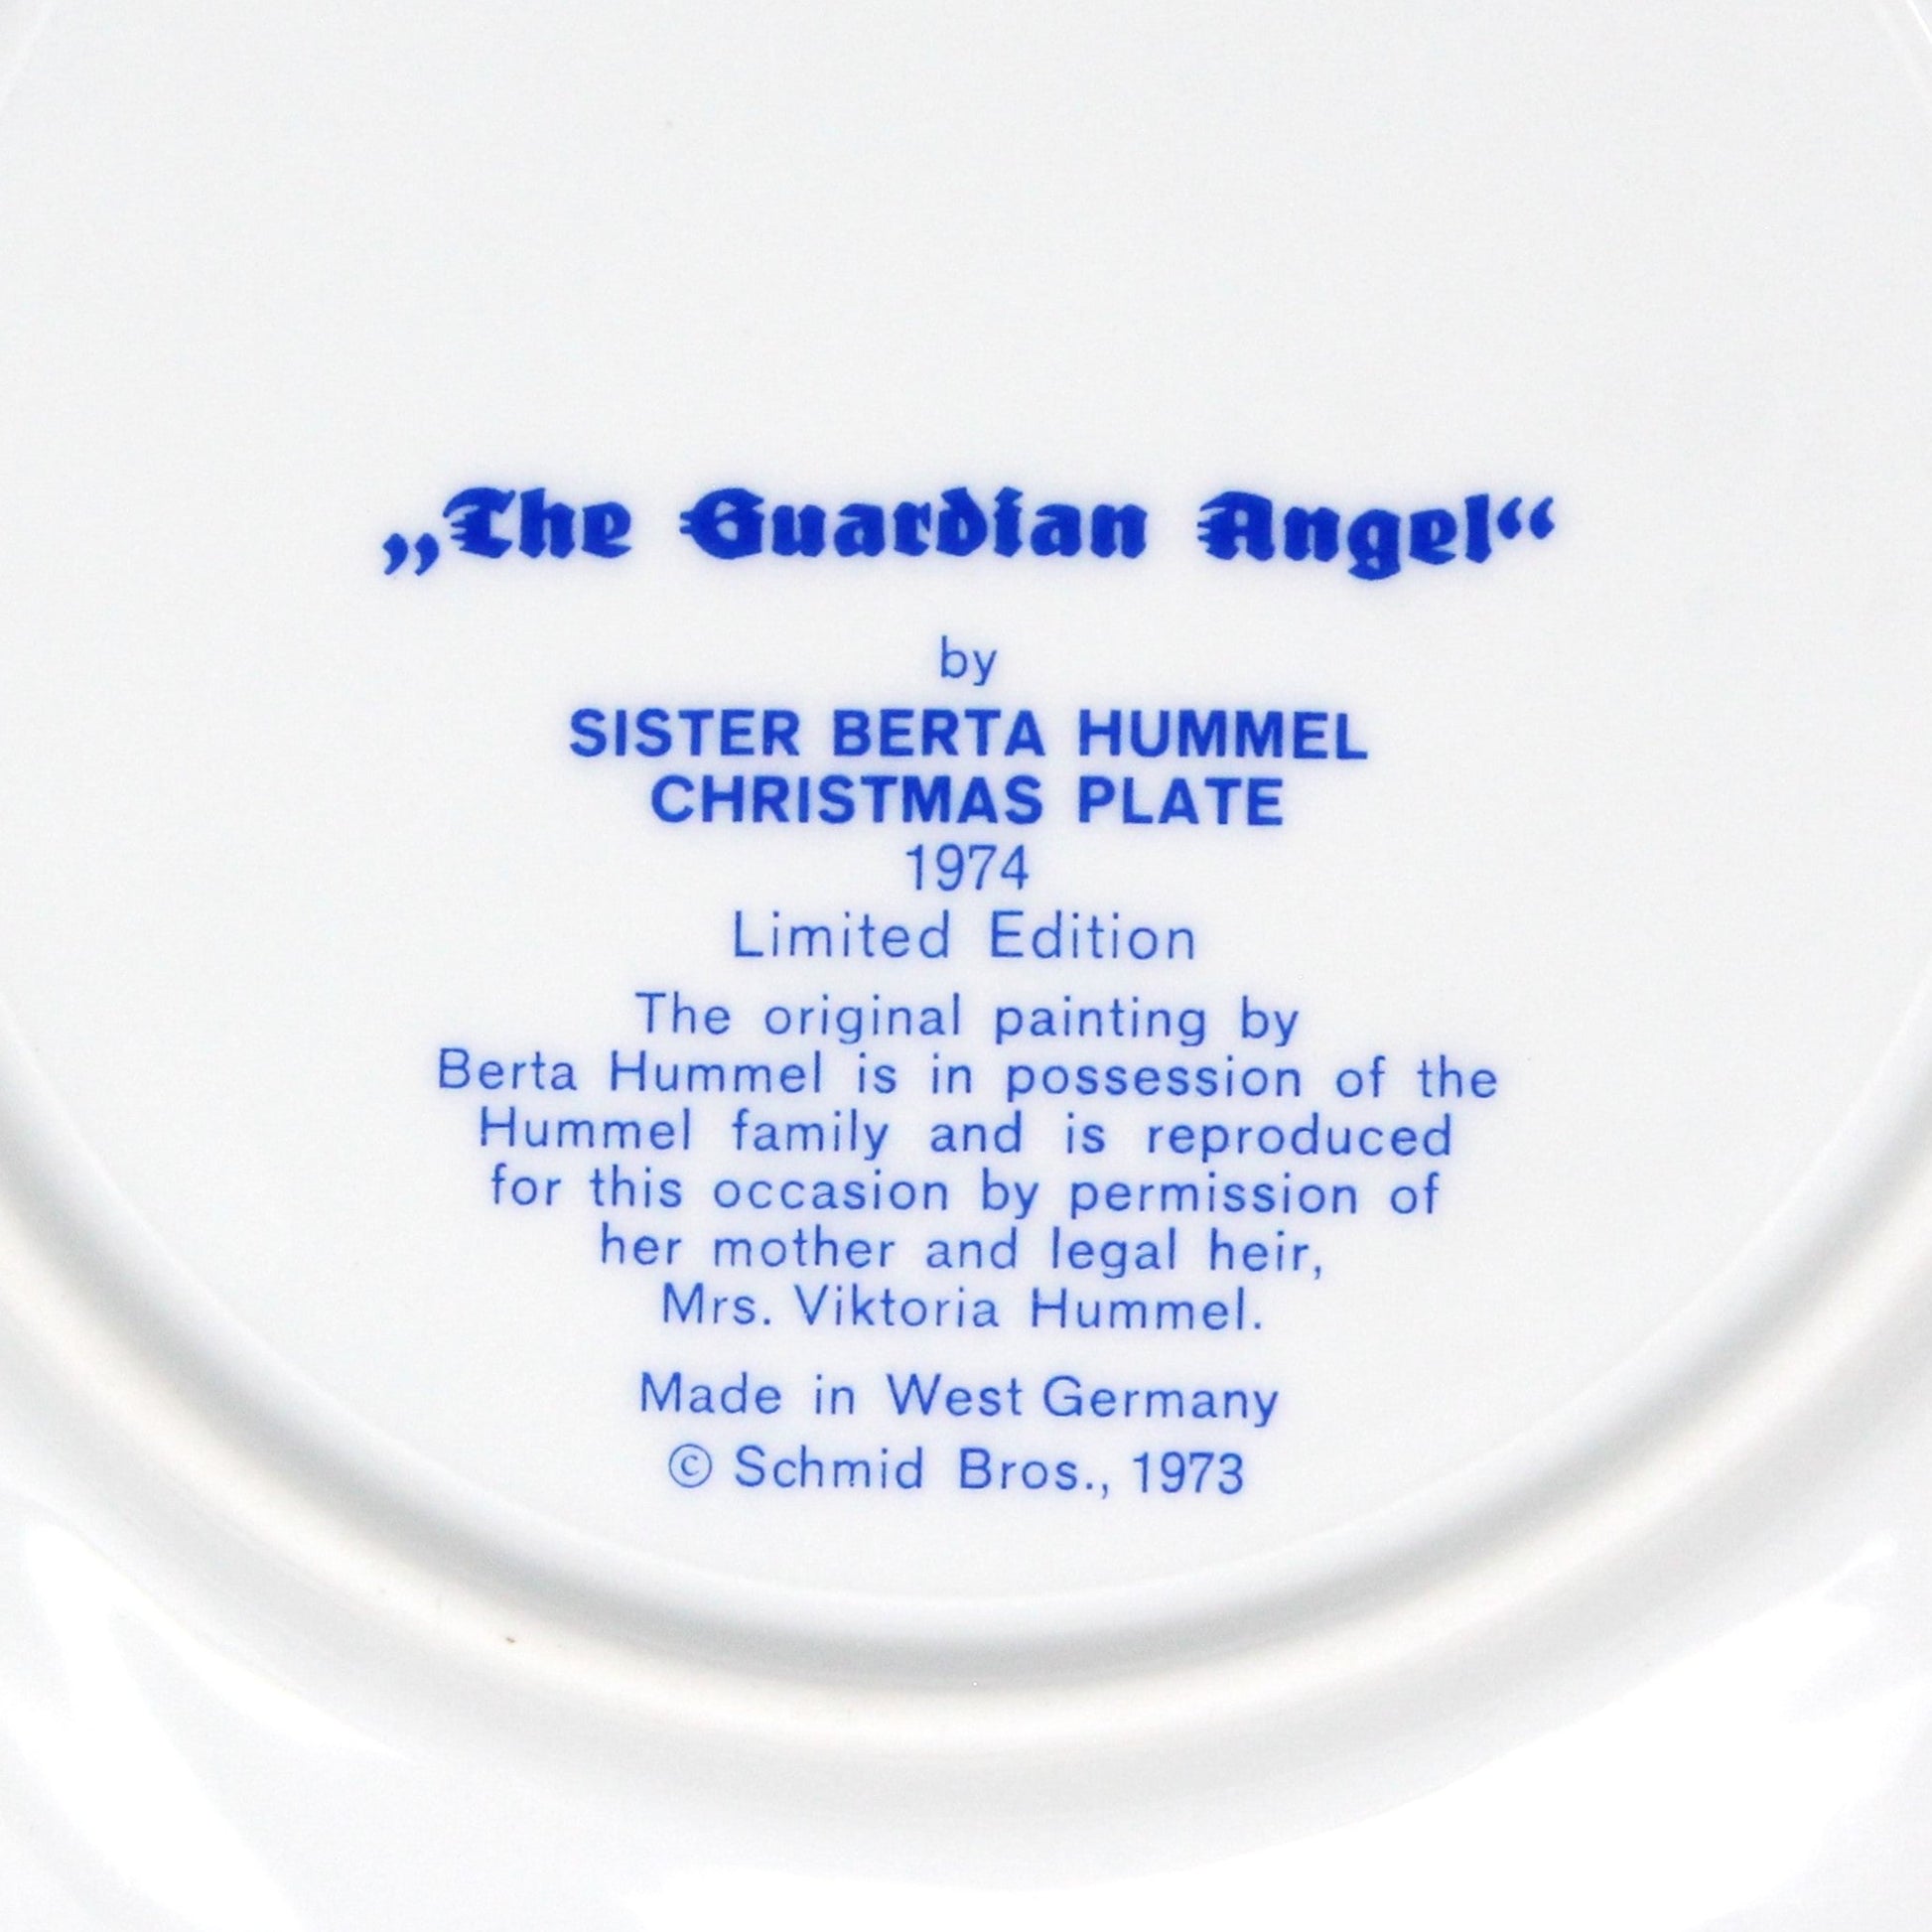 „The Guardian Angel“
by
SISTER BERTA HUMMEL
CHRISTMAS PLATE
1974
Limited Edition
The original painting by
Berta Hummel is in possession of the
Hummel family and is reproduced
for this occasion by permission of
her mother and legal heir,
Mrs. Viktoria Hummel.
Made in West Germany
© Schmid Bros., 1973